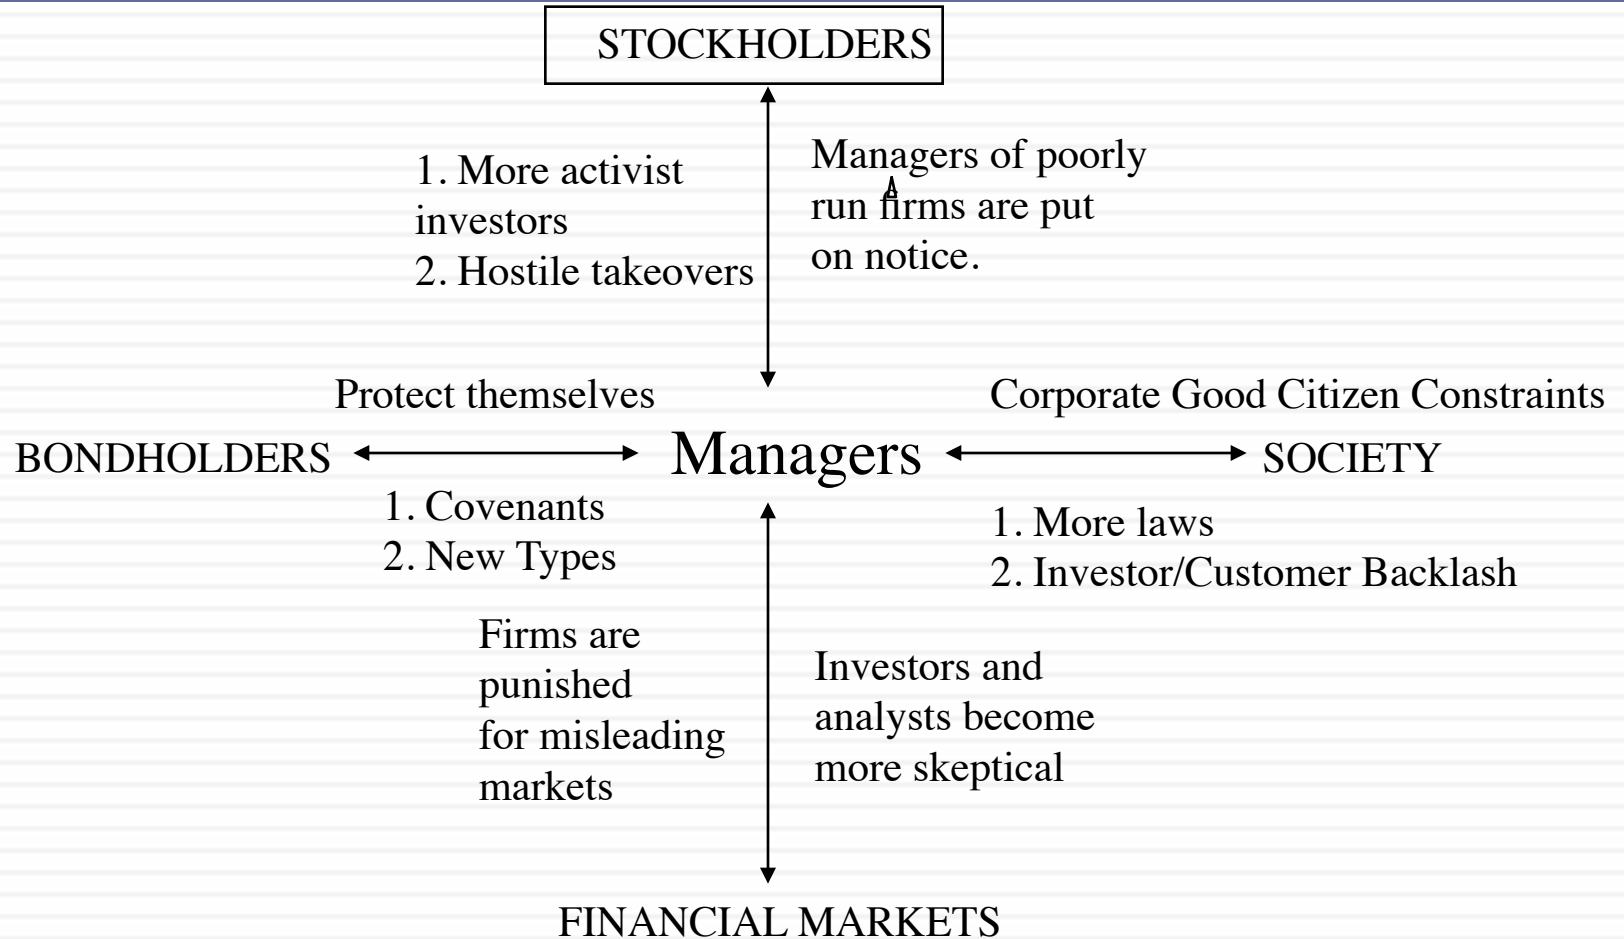 STOCKHOLDERS
1. More activist
investors
2. Hostile takeovers
Managers of poorly
run firms are put
on notice.
Protect themselves
Corporate Good Citizen Constraints
BONDHOLDERS
Managers
SOCIETY
1. Covenants
2. New Types
1. More laws
2. Investor/Customer Backlash
Firms are
punished
for misleading
markets
Investors and
analysts become
more skeptical
FINANCIAL MARKETS